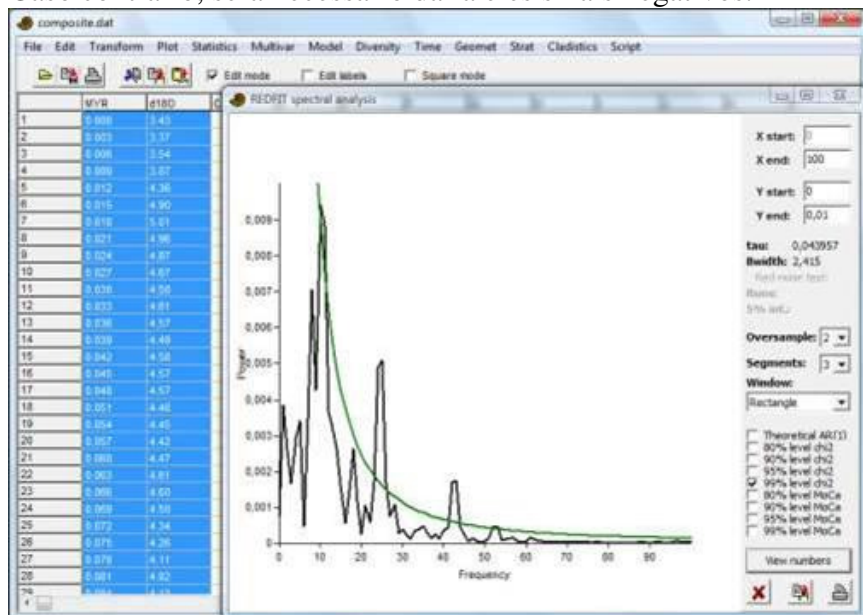 composite.dat
File Edit Transform Plot Statistics Multivar Model Diversity Time Geomet Strat Cladistics Script
Edit mode Edit labels Square mode
MYR d18O
REDFIT spectral analysis
1 0.000 3.43
2 0.003 3.37
3 0.006 3.54
4 0.009 3.87
5 0.012 4.36
6 0.015 4.90
7 0.018 5.01
8 0.021 4.96
9 0.024 4.87
10 0.027 4.67
11 0.030 4.58
12 0.033 4.61
13 0.036 4.57
14 0.039 4.49
15 0.042 4.58
16 0.045 4.57
17 0.048 4.57
18 0.051 4.46
19 0.054 4.45
20 0.057 4.42
21 0.060 4.47
22 0.063 4.61
23 0.066 4.60
24 0.069 4.50
25 0.072 4.34
26 0.075 4.26
27 0.078 4.11
28 0.081
29
0,009
0,008
0,007
0,006
0,005
0,004
0,003
0,002
0,001
0
Power
0 10 20 30 40 50 60 70 80 90
Frequency
X start: 0
X end: 100
Y start: 0
Y end: 0,01
tau: 0,043957
Bwidth: 2,415
Red noise test:
Runs:
Oversample: 2
Segments: 3
Window:
Rectangle
Theoretical AR(1)
80% level chi2
90% level chi2
95% level chi2
99% level chi2
80% level MoCa
90% level MoCa
95% level MoCa
99% level MoCa
View numbers